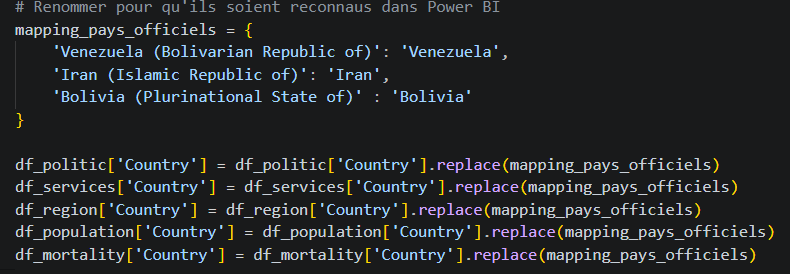 # Renommer pour qu'ils soient reconnaus dans Power BI
mapping_pays_officiels = {
    'Venezuela (Bolivarian Republic of)': 'Venezuela',
    'Iran (Islamic Republic of)': 'Iran',
    'Bolivia (Plurinational State of)' : 'Bolivia'
}

df_politic['Country'] = df_politic['Country'].replace(mapping_pays_officiels)
df_services['Country'] = df_services['Country'].replace(mapping_pays_officiels)
df_region['Country'] = df_region['Country'].replace(mapping_pays_officiels)
df_population['Country'] = df_population['Country'].replace(mapping_pays_officiels)
df_mortality['Country'] = df_mortality['Country'].replace(mapping_pays_officiels)